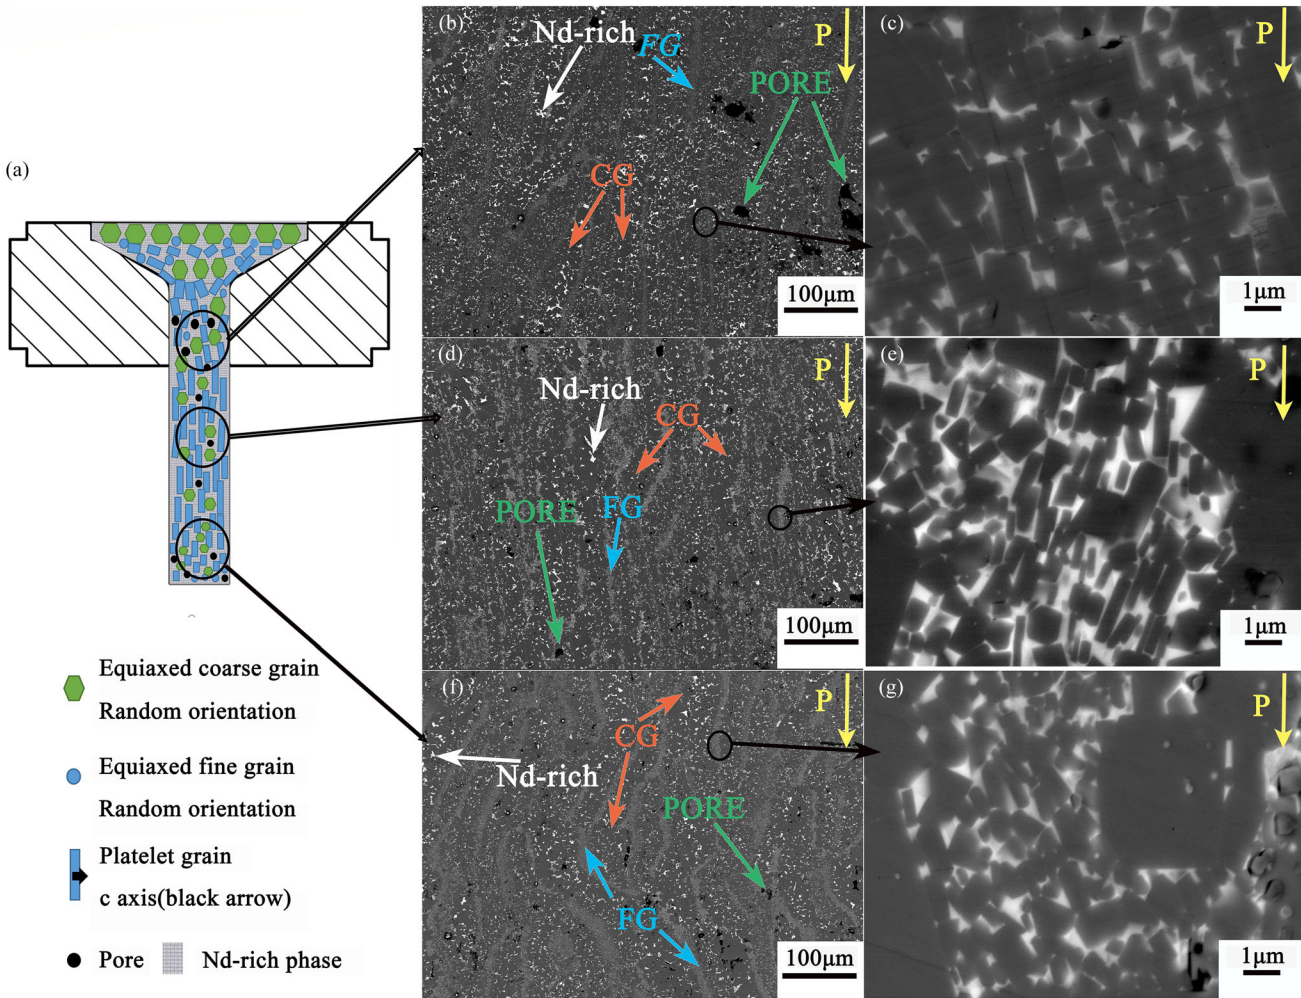 (a)
Equiaxed coarse grain
Random orientation
Equiaxed fine grain
Random orientation
Platelet grain
c axis(black arrow)
Pore
Nd-rich phase
(b)
Nd-rich
FG
P
PORE
CG
100μm
(c)
P
1μm
(d)
Nd-rich
P
CG
PORE
FG
100μm
(e)
P
1μm
(f)
P
CG
Nd-rich
PORE
FG
100μm
(g)
P
1μm